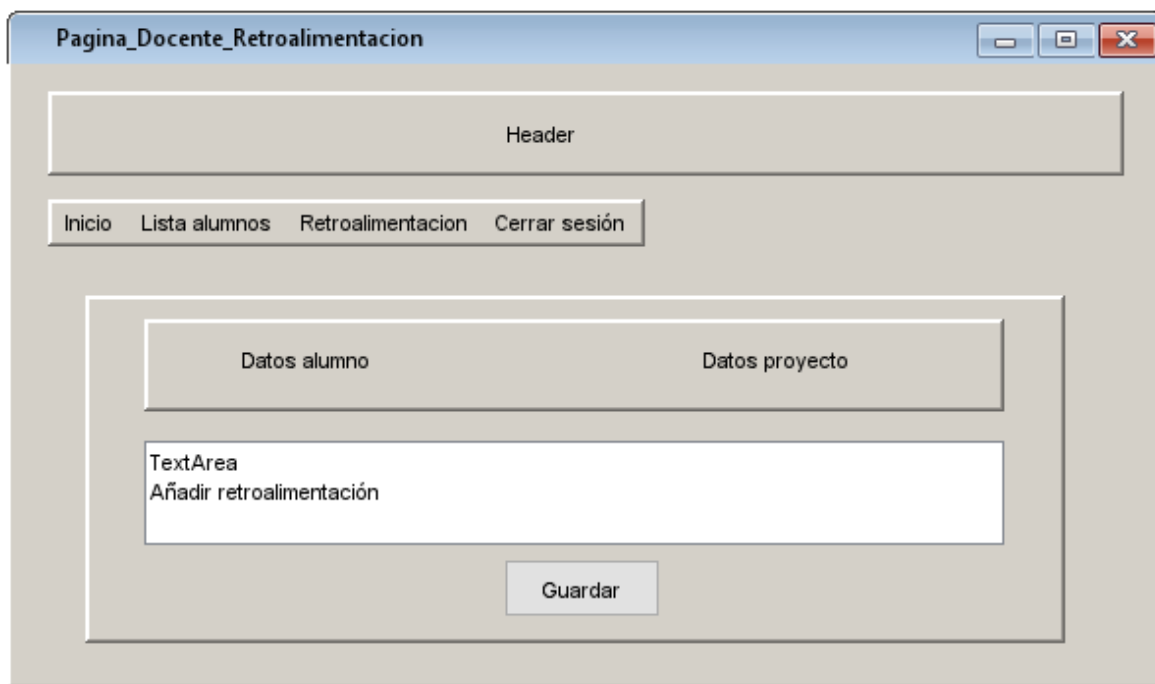 Pagina_Docente_Retroalimentacion
Header
Inicio Lista alumnos Retroalimentacion Cerrar sesión
Datos alumno Datos proyecto
TextArea
Añadir retroalimentación
Guardar